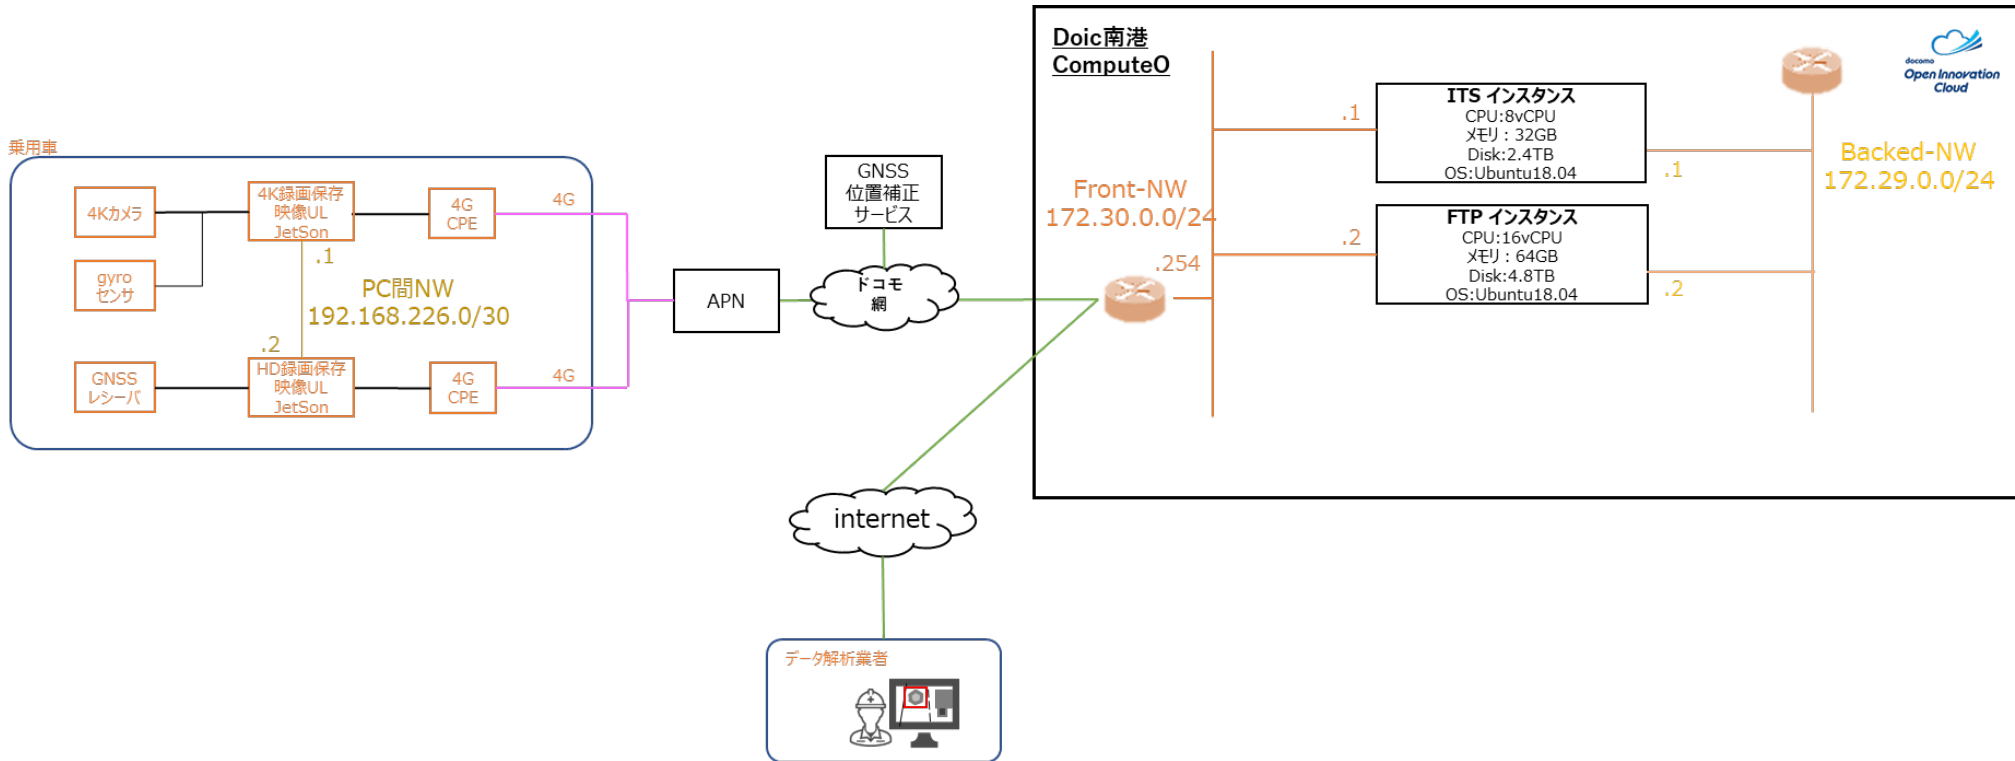 Doic南港
ComputeO
docomo
Open Innovation
Cloud
乗用車
4Kカメラ
gyro
センサ
4K録画保存
映像UL
JetSon
4G
CPE
4G
.1
PC間NW
192.168.226.0/30
.2
GNSS
レシーバ
HD録画保存
映像UL
JetSon
4G
CPE
4G
APN
GNSS
位置補正
サービス
ドコモ
網
internet
データ解析業者
Front-NW
172.30.0.0/24
.254
.1
ITS インスタンス
CPU:8vCPU
メモリ：32GB
Disk:2.4TB
OS:Ubuntu18.04
.1
.2
FTP インスタンス
CPU:16vCPU
メモリ：64GB
Disk:4.8TB
OS:Ubuntu18.04
.2
Backed-NW
172.29.0.0/24